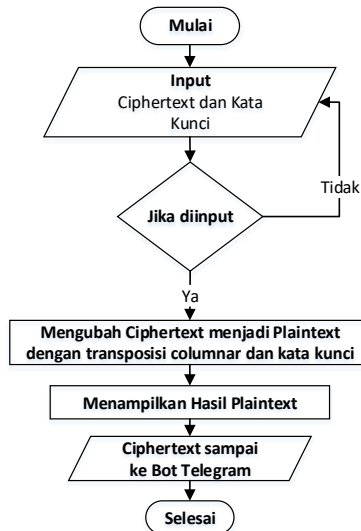 Mulai
Input
Ciphertext dan Kata
Kunci
Tidak
Jika diinput
Ya
Mengubah Ciphertext menjadi Plaintext
dengan transposisi columnar dan kata kunci
Menampilkan Hasil Plaintext
Ciphertext sampai
ke Bot Telegram
Selesai